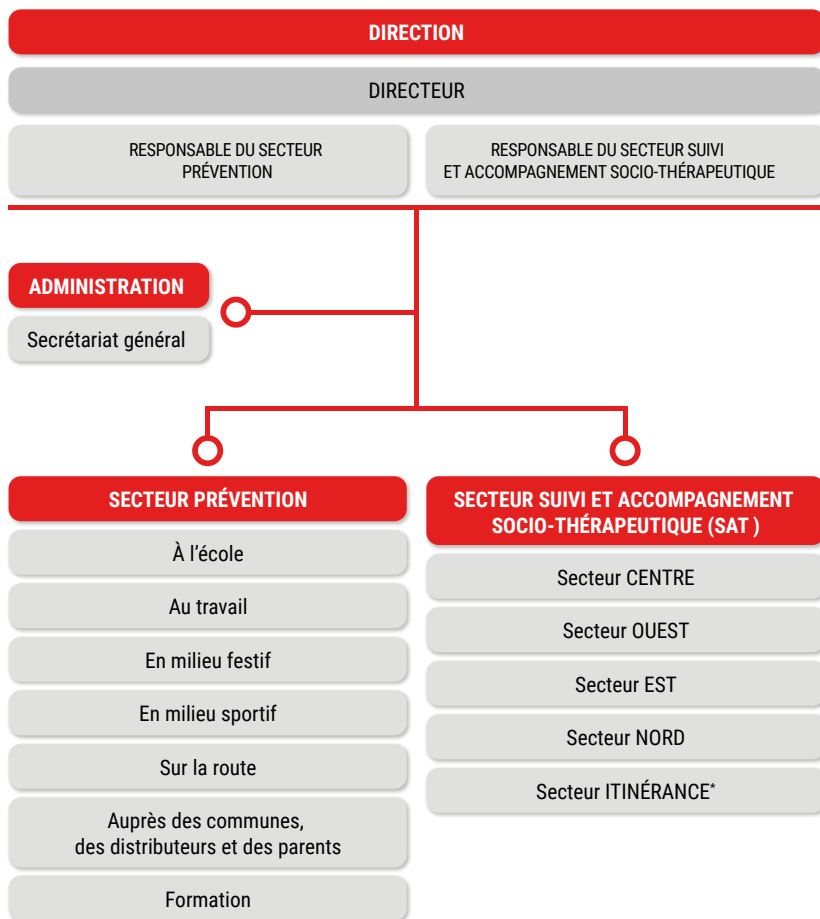 DIRECTION
DIRECTEUR
RESPONSABLE DU SECTEUR
PRÉVENTION
RESPONSABLE DU SECTEUR SUIVI
ET ACCOMPAGNEMENT SOCIO-THÉRAPEUTIQUE
ADMINISTRATION
Secrétariat général
SECTEUR PRÉVENTION
À l’école
Au travail
En milieu festif
En milieu sportif
Sur la route
Auprès des communes,
des distributeurs et des parents
Formation
SECTEUR SUIVI ET ACCOMPAGNEMENT
SOCIO-THÉRAPEUTIQUE (SAT )
Secteur CENTRE
Secteur OUEST
Secteur EST
Secteur NORD
Secteur ITINÉRANCE*